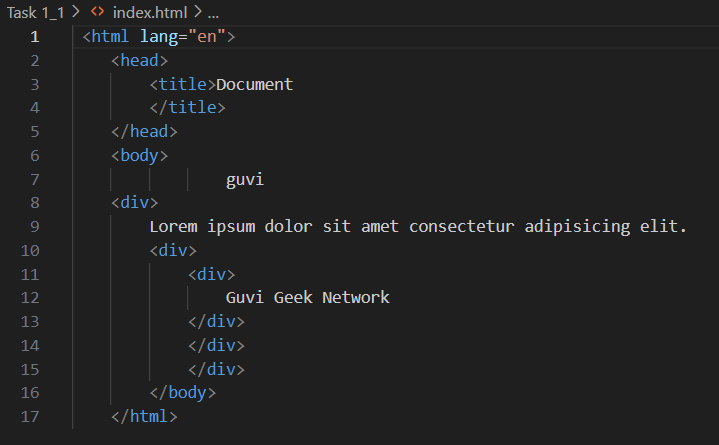 Task 1_1 > <> index.html > ...
1 <html lang="en">
2 <head>
3 <title>Document
4 </title>
5 </head>
6 <body>
7 guvi
8 <div>
9 Lorem ipsum dolor sit amet consectetur adipisicing elit.
10 <div>
11 <div>
12 Guvi Geek Network
13 </div>
14 </div>
15 </div>
16 </body>
17 </html>